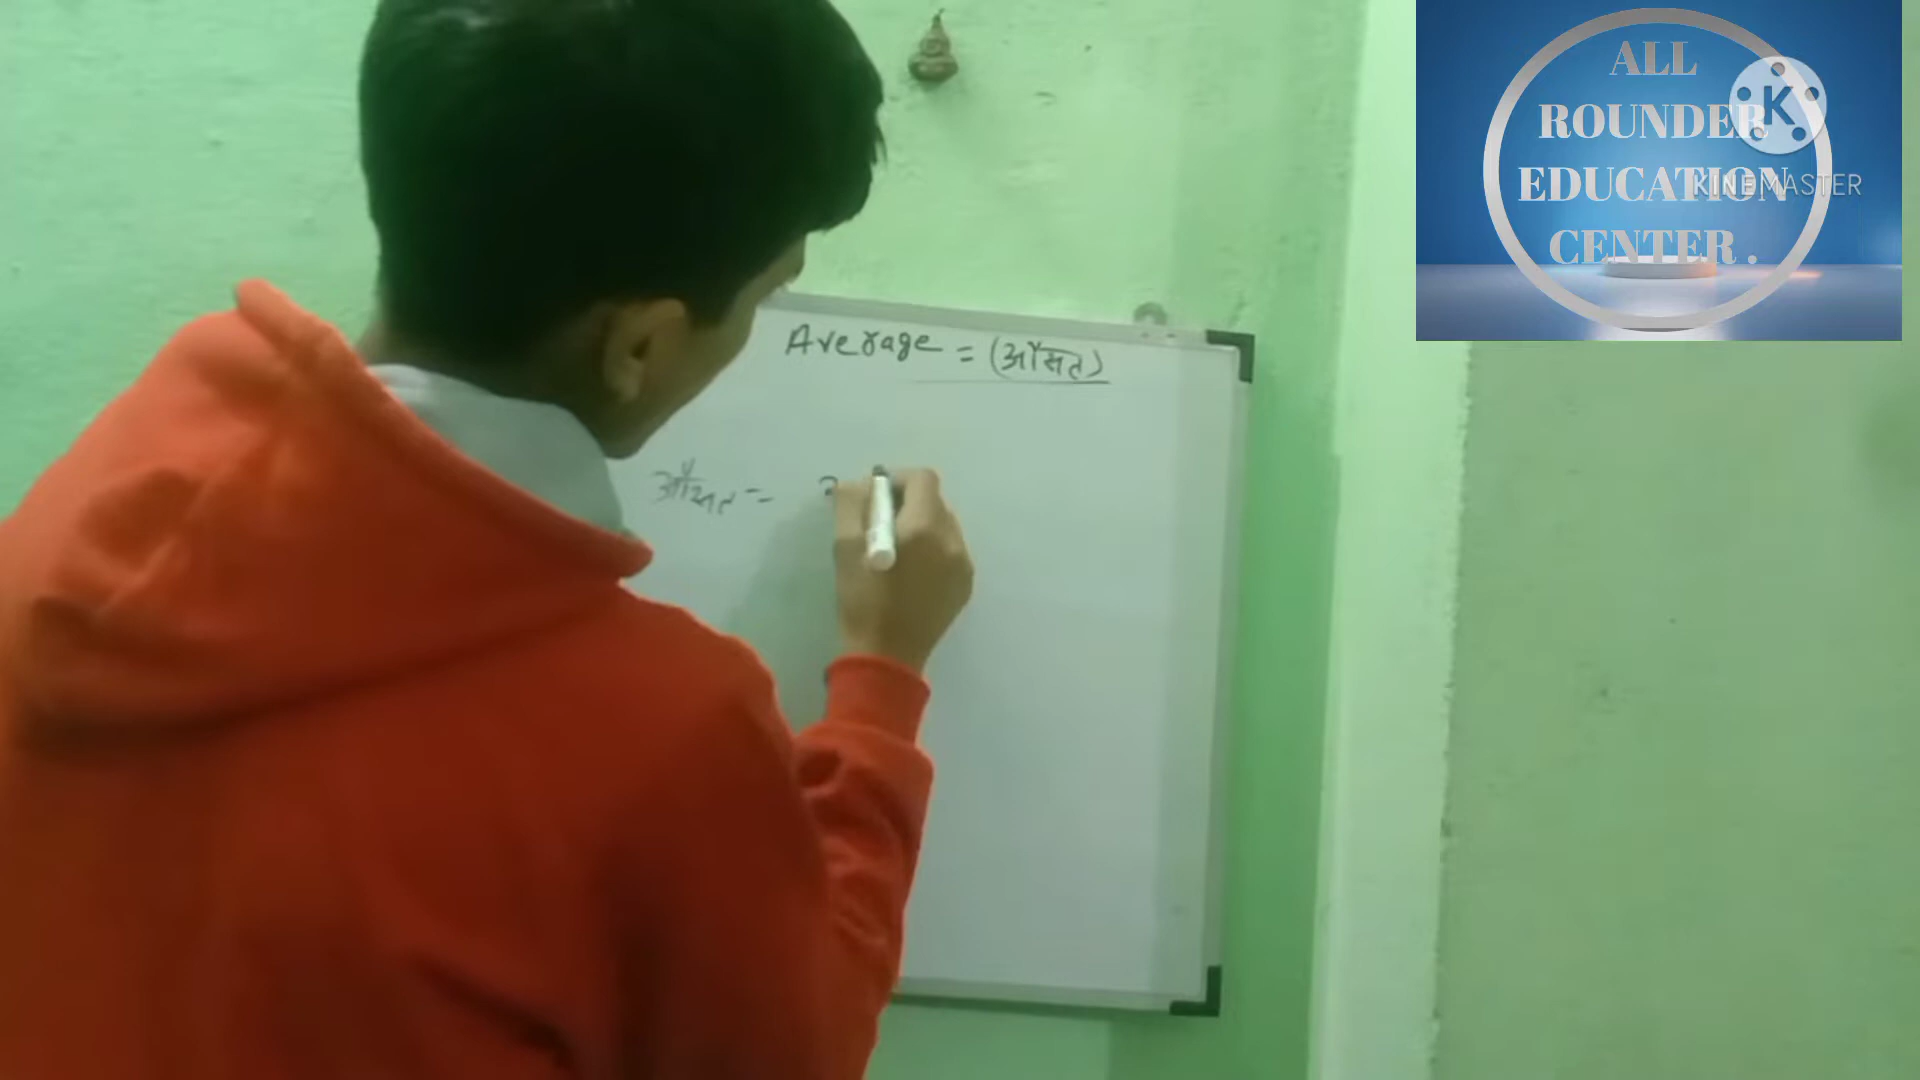 ALL
ROUNDER
EDUCATION
CENTER .
K
KINEMASTER
Average = (औसत)
औसत =